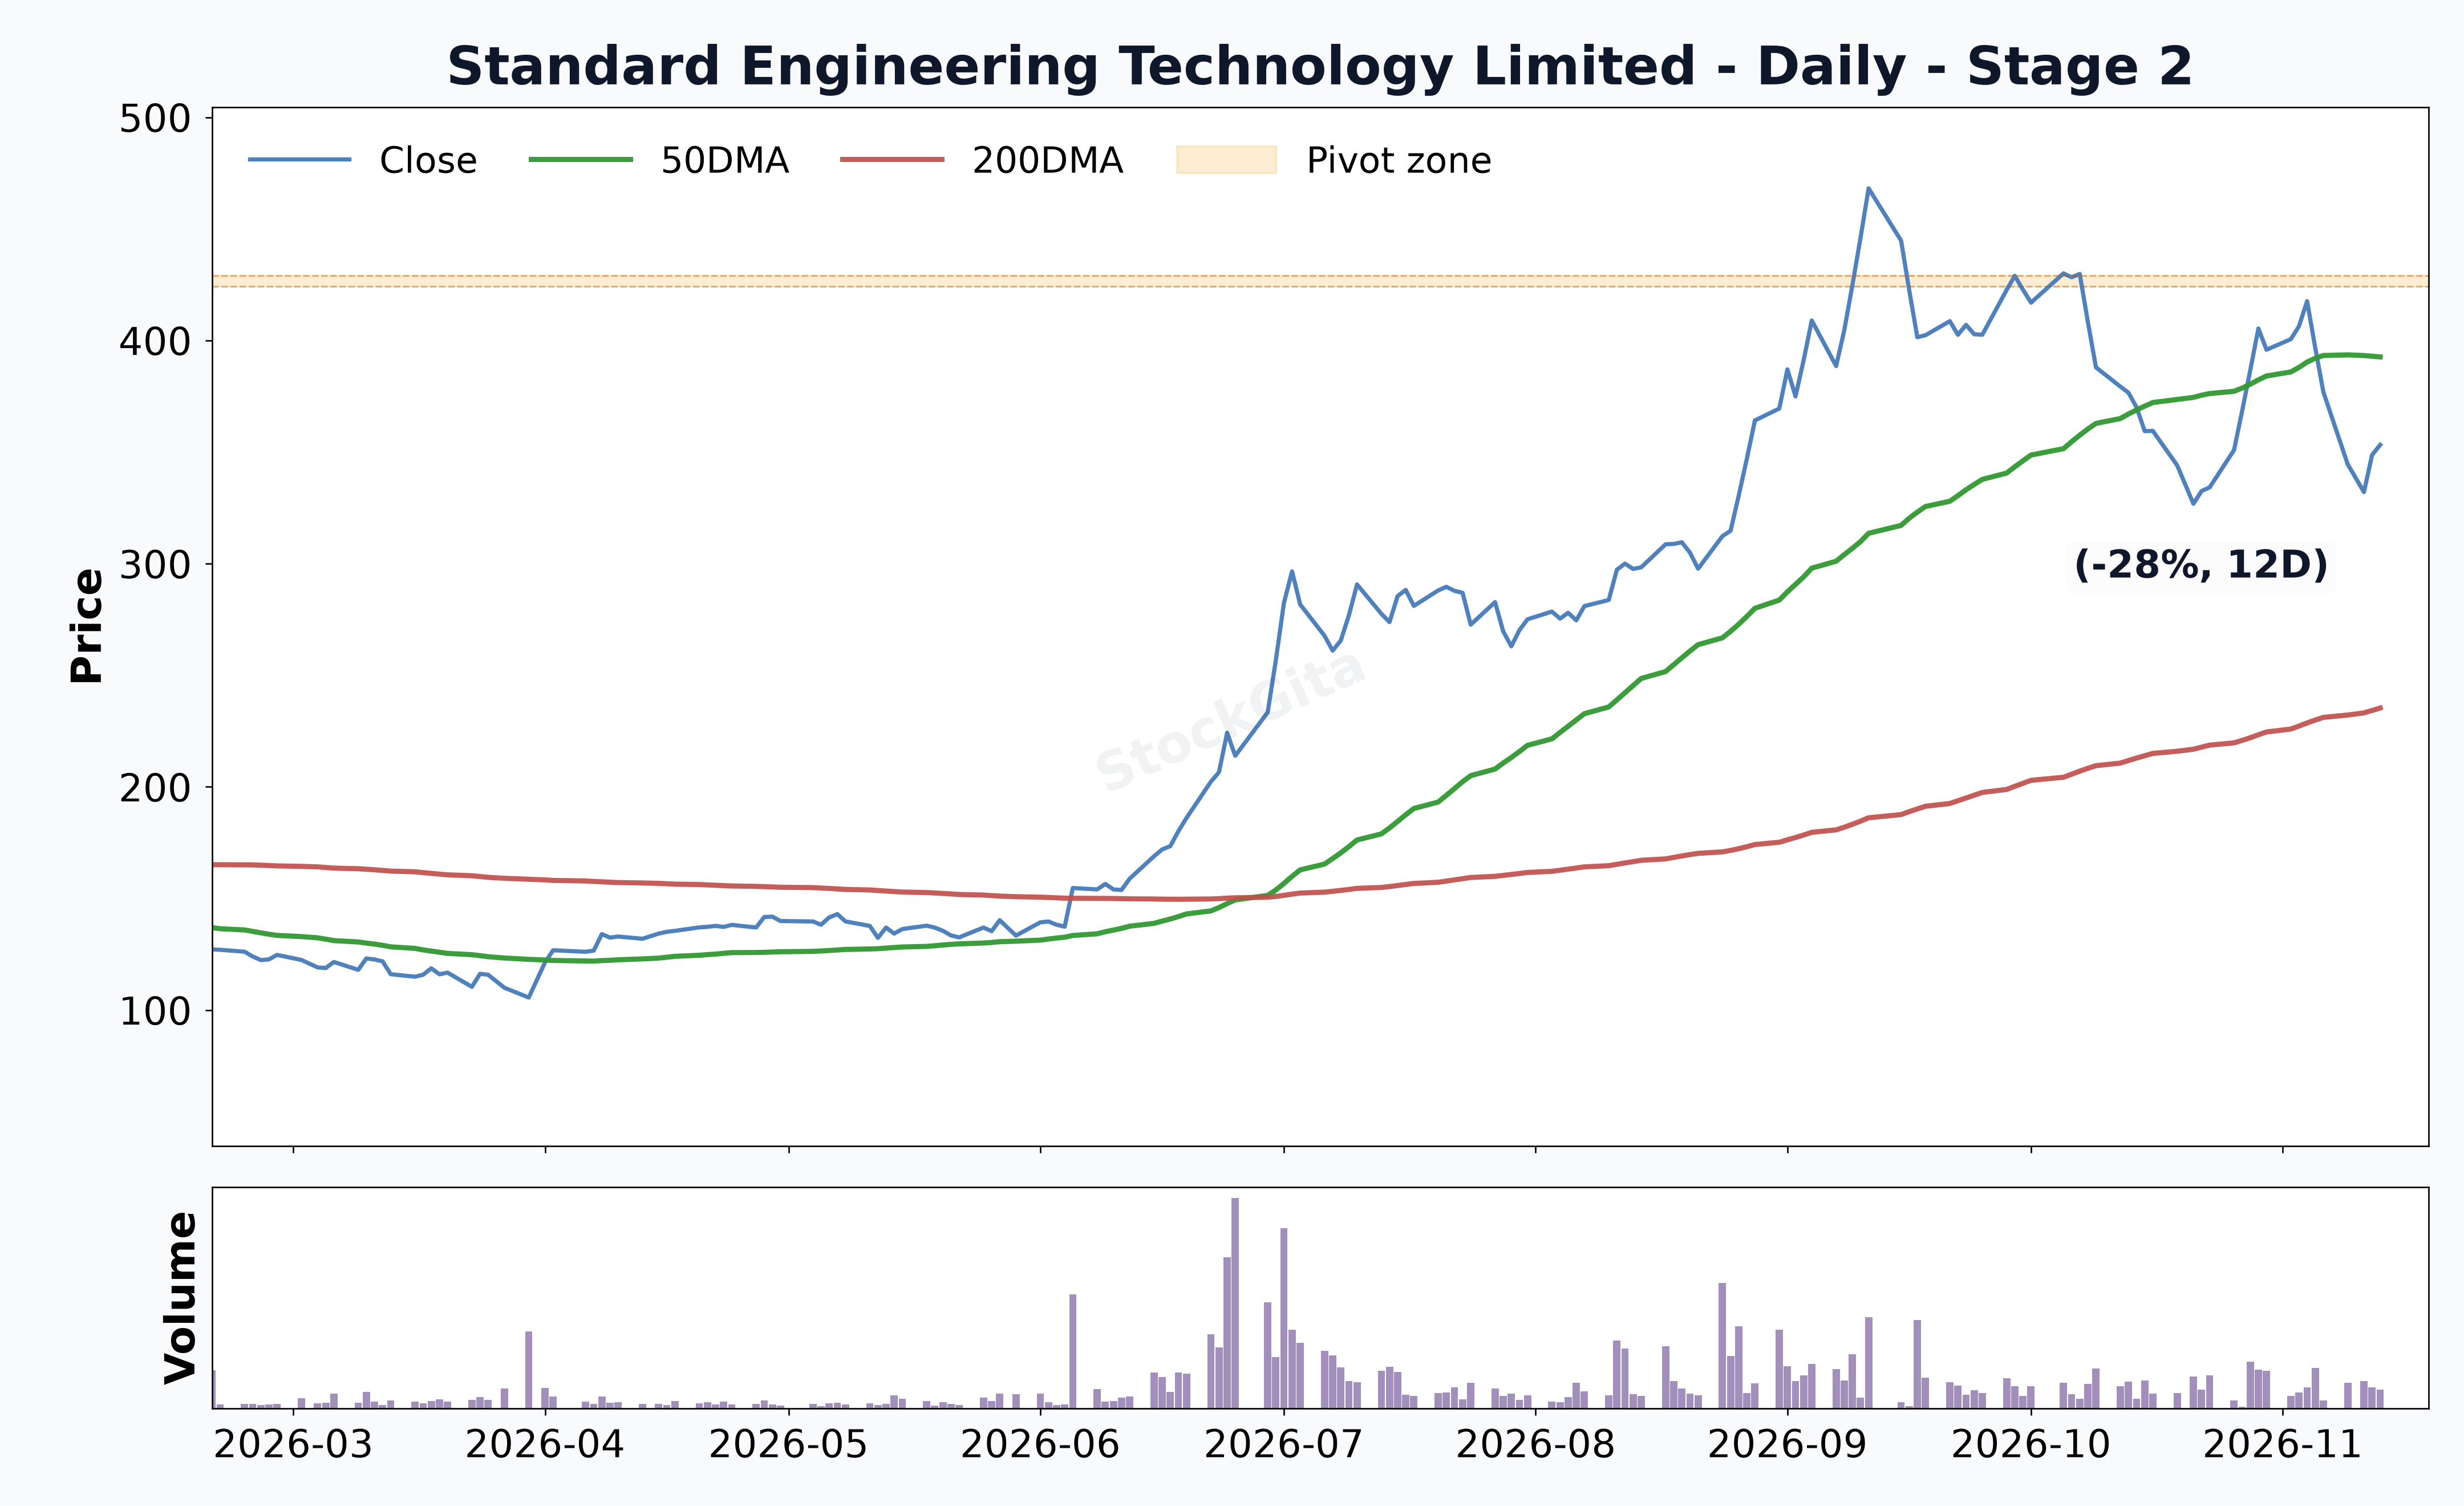 Standard Engineering Technology Limited - Daily - Stage 2
Close 50DMA 200DMA Pivot zone
500
400
300
200
100
Price
(-28%, 12D)
StockGita
Volume
2026-03 2026-04 2026-05 2026-06 2026-07 2026-08 2026-09 2026-10 2026-11